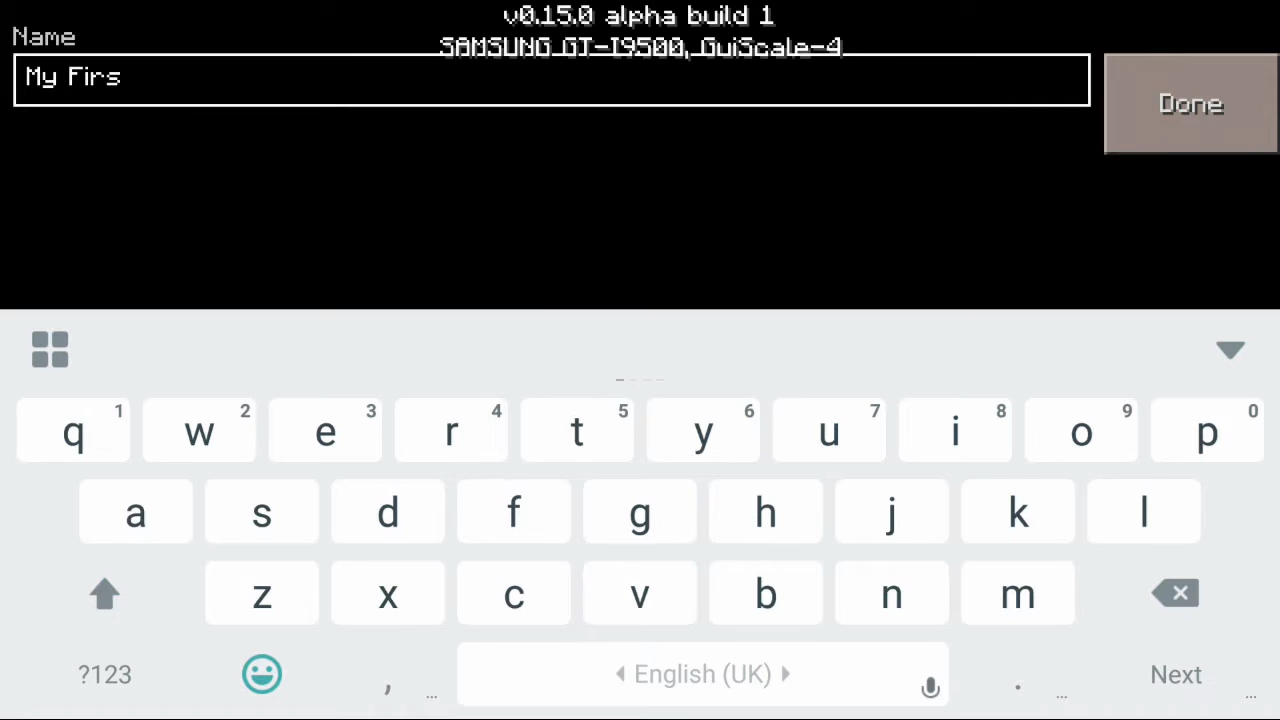 v0.15.0 alpha build 1
SAMSUNG GT-I9500, GuiScale-4
Name
My Firs
Done
1 2 3 4 5 6 7 8 9 0
q w e r t y u i o p
a s d f g h j k l
z x c v b n m
?123 , ... English (UK) . ... Next ...